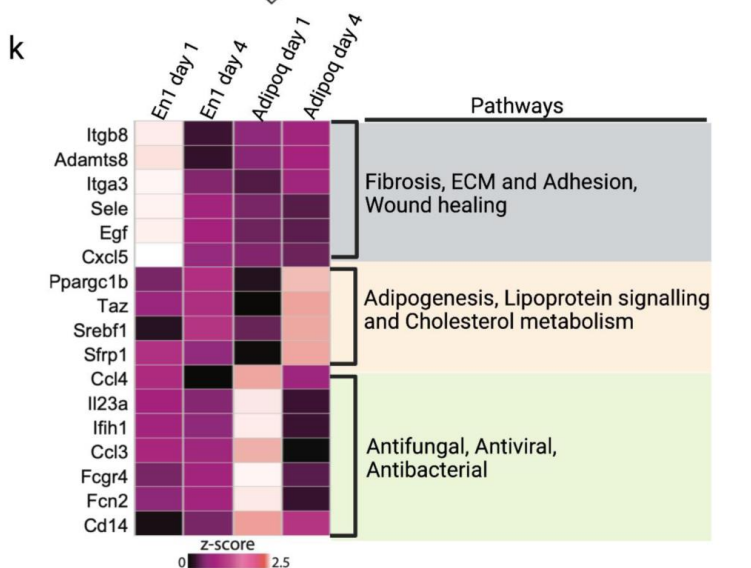 k
En1 day 1
En1 day 4
Adipoq day 1
Adipoq day 4
Pathways
Itgb8
Adamts8
Itga3
Sele
Egf
Cxcl5
Fibrosis, ECM and Adhesion,
Wound healing
Ppargc1b
Taz
Srebf1
Sfrp1
Adipogenesis, Lipoprotein signalling
and Cholesterol metabolism
Ccl4
Il23a
Ifih1
Ccl3
Fcgr4
Fcn2
Cd14
Antifungal, Antiviral,
Antibacterial
z-score
0 2.5